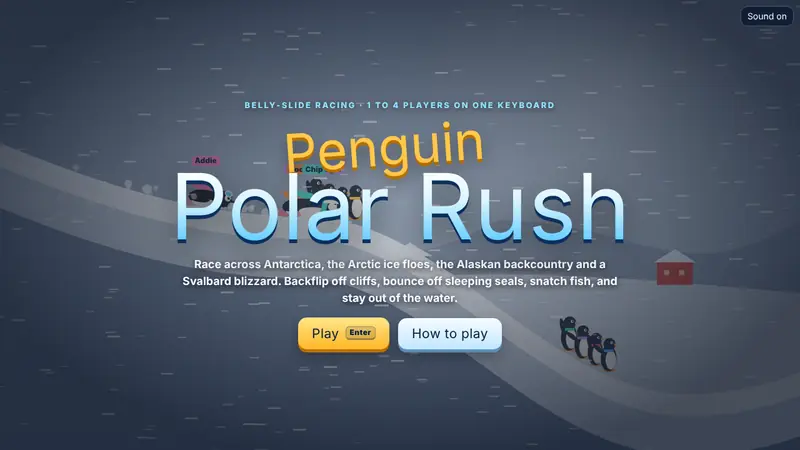 Sound on
BELLY-SLIDE RACING · 1 TO 4 PLAYERS ON ONE KEYBOARD
Penguin
Addie
Chip
Polar Rush
Race across Antarctica, the Arctic ice floes, the Alaskan backcountry and a
Svalbard blizzard. Backflip off cliffs, bounce off sleeping seals, snatch fish, and
stay out of the water.
Play Enter
How to play